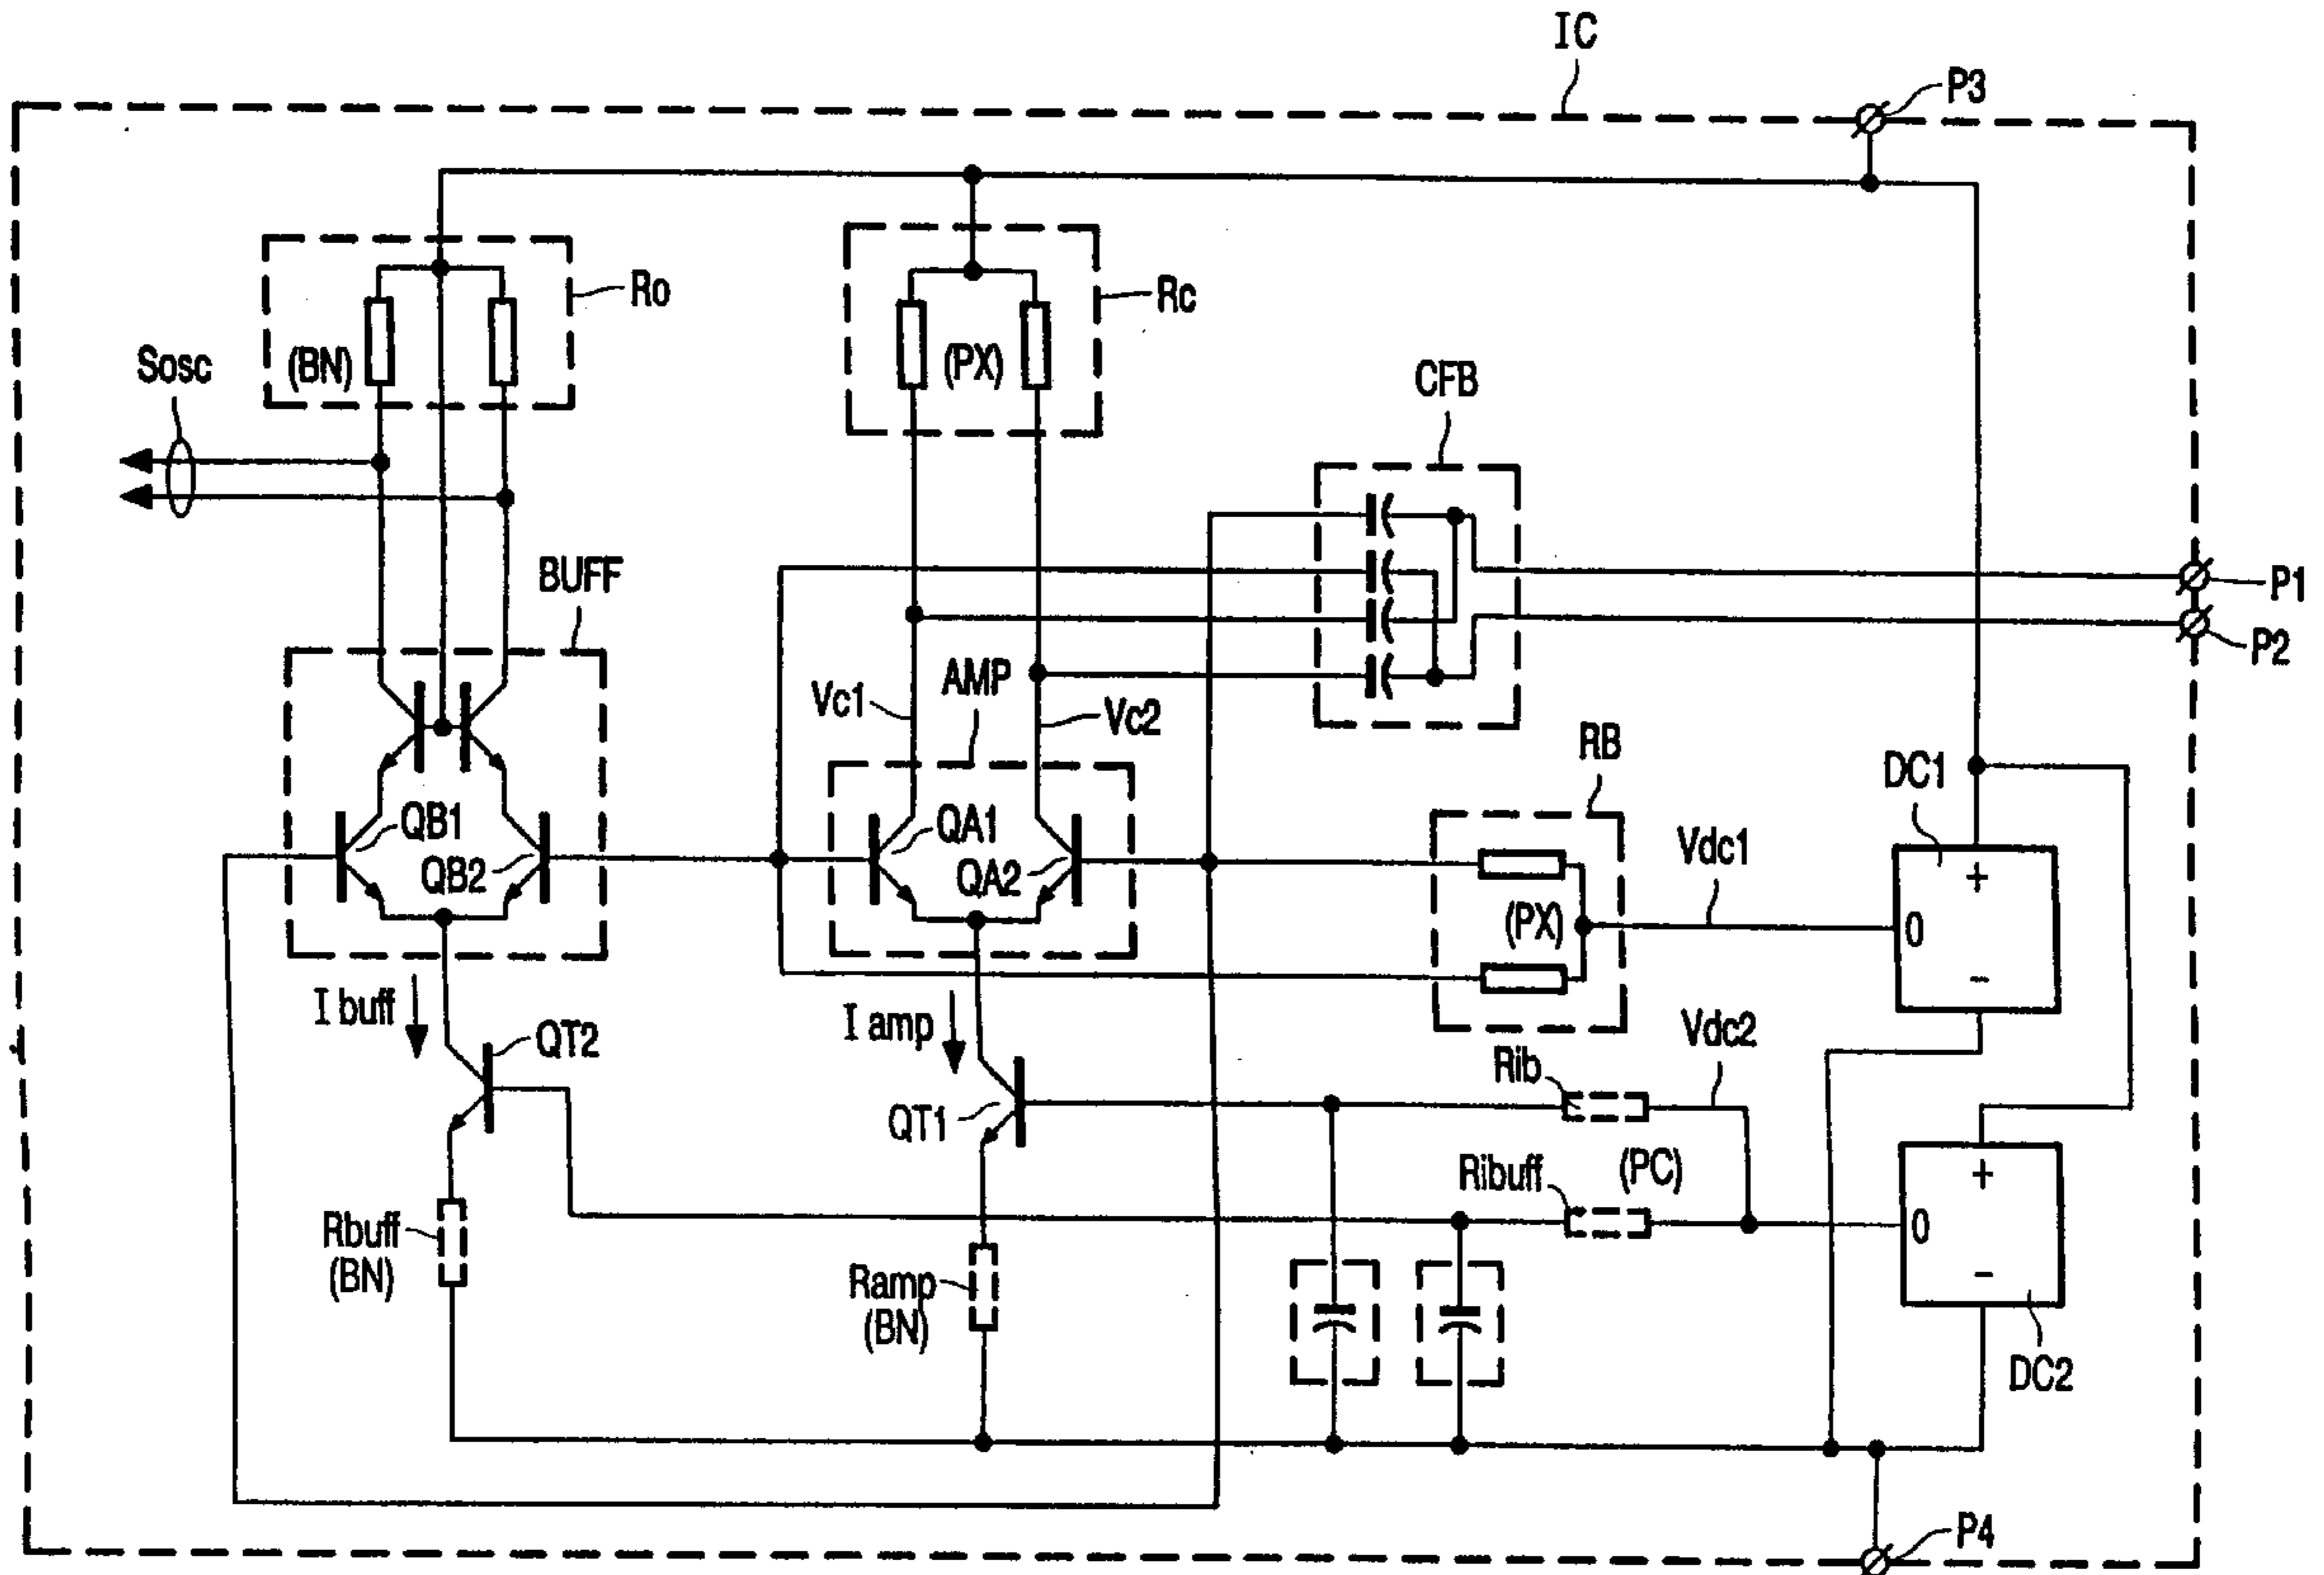 IC
P3
Ro
Rc
(BN)
(PX)
Sosc
CFB
BUFF
P1
P2
AMP
Vc1
Vc2
RB
DC1
QB1
QA1
Vdc1
+
QB2
QA2
(PX)
0
-
I buff
I amp
Vdc2
QT2
Rib
QT1
(PC)
+
Ribuff
0
Rbuff
(BN)
Ramp
(BN)
-
DC2
P4